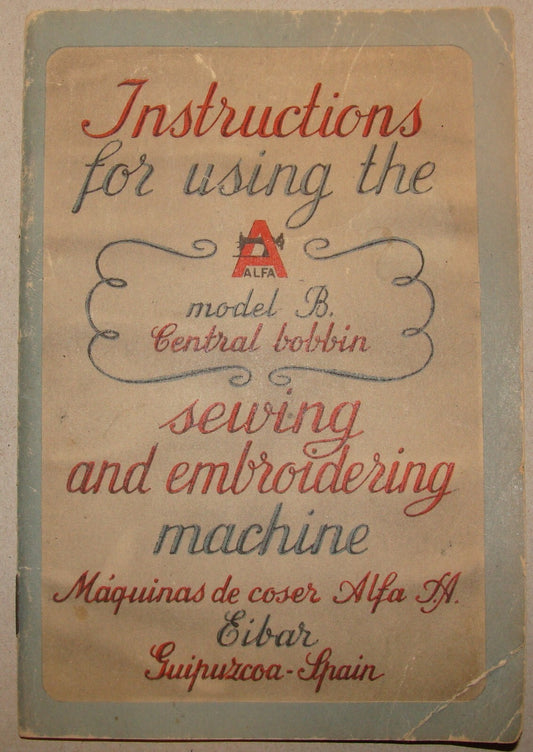 Instructions
for using the
A
ALFA
model B.
Central bobbin
sewing
and embroidering
machine
Máquinas de coser Alfa S.A.
Eibar
Guipuzcoa - Spain